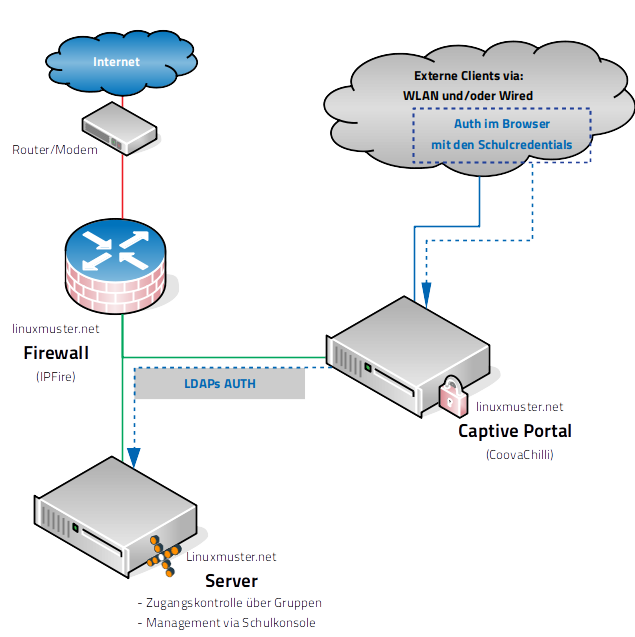 Internet
Externe Clients via:
WLAN und/oder Wired
Auth im Browser
mit den Schulcredentials
Router/Modem
linuxmuster.net
Firewall
(IPFire)
LDAPs AUTH
linuxmuster.net
Captive Portal
(CoovaChilli)
Linuxmuster.net
Server
- Zugangskontrolle über Gruppen
- Management via Schulkonsole